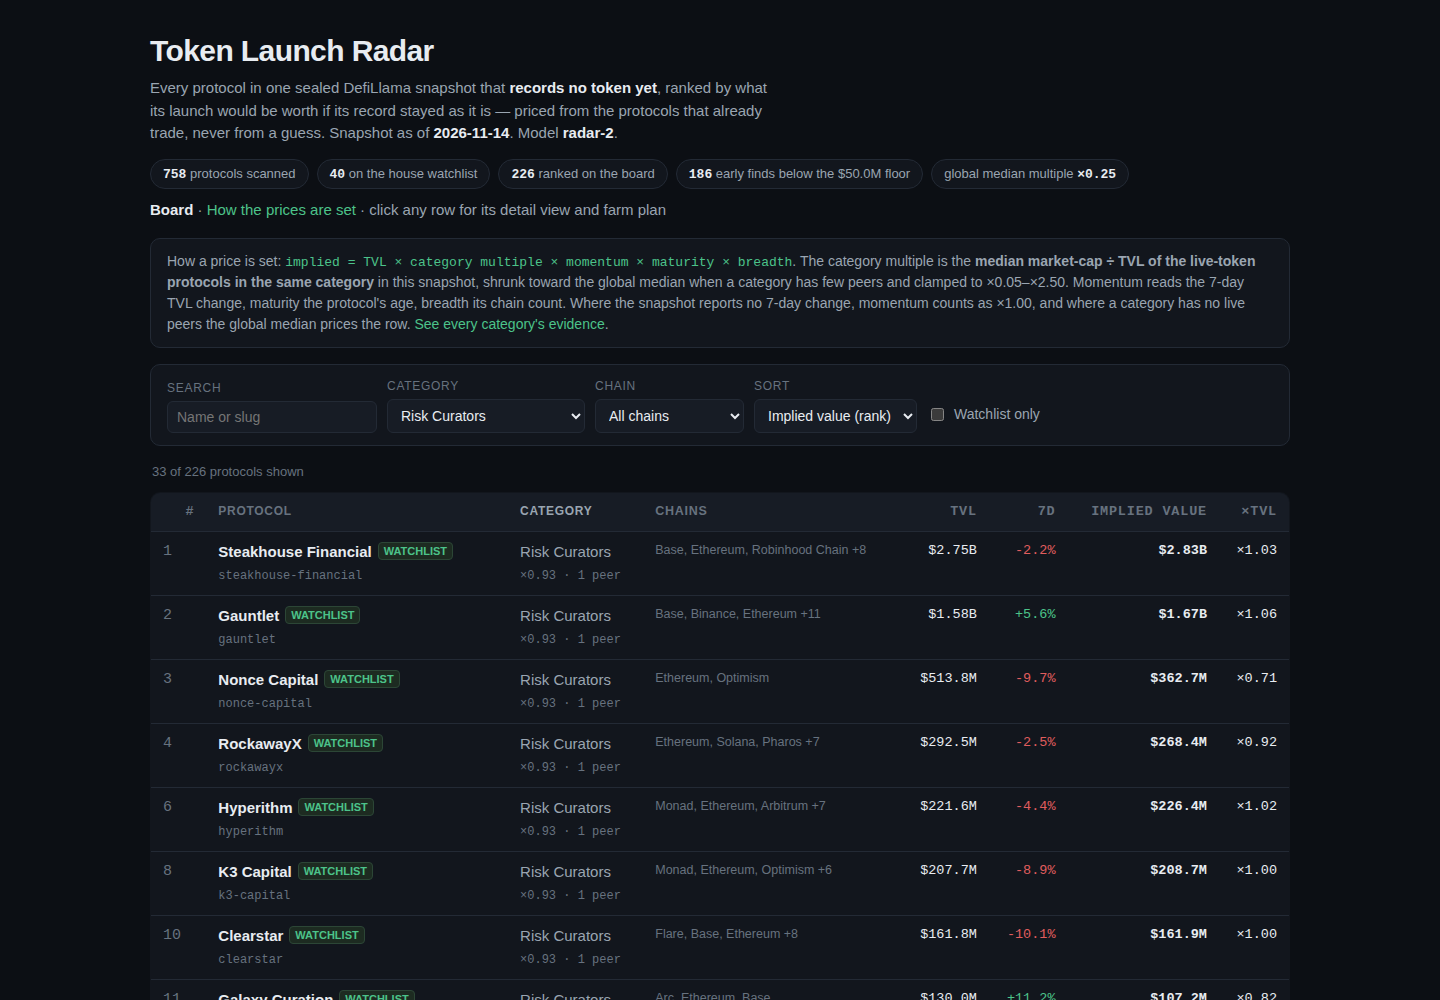 Token Launch Radar
Every protocol in one sealed DefiLlama snapshot that records no token yet, ranked by what
its launch would be worth if its record stayed as it is — priced from the protocols that already
trade, never from a guess. Snapshot as of 2026-11-14. Model radar-2.
758 protocols scanned 40 on the house watchlist 226 ranked on the board 186 early finds below the $50.0M floor global median multiple ×0.25
Board · How the prices are set · click any row for its detail view and farm plan
How a price is set: implied = TVL × category multiple × momentum × maturity × breadth. The category multiple is the median market-cap ÷ TVL of the live-token
protocols in the same category in this snapshot, shrunk toward the global median when a category has few peers and clamped to ×0.05–×2.50. Momentum reads the 7-day
TVL change, maturity the protocol's age, breadth its chain count. Where the snapshot reports no 7-day change, momentum counts as ×1.00, and where a category has no live
peers the global median prices the row. See every category's evidence.
SEARCH CATEGORY CHAIN SORT
Name or slug Risk Curators All chains Implied value (rank) Watchlist only
33 of 226 protocols shown
# PROTOCOL CATEGORY CHAINS TVL 7D IMPLIED VALUE ×TVL
1 Steakhouse Financial WATCHLIST Risk Curators Base, Ethereum, Robinhood Chain +8 $2.75B -2.2% $2.83B ×1.03
steakhouse-financial ×0.93 · 1 peer
2 Gauntlet WATCHLIST Risk Curators Base, Binance, Ethereum +11 $1.58B +5.6% $1.67B ×1.06
gauntlet ×0.93 · 1 peer
3 Nonce Capital WATCHLIST Risk Curators Ethereum, Optimism $513.8M -9.7% $362.7M ×0.71
nonce-capital ×0.93 · 1 peer
4 RockawayX WATCHLIST Risk Curators Ethereum, Solana, Pharos +7 $292.5M -2.5% $268.4M ×0.92
rockawayx ×0.93 · 1 peer
6 Hyperithm WATCHLIST Risk Curators Monad, Ethereum, Arbitrum +7 $221.6M -4.4% $226.4M ×1.02
hyperithm ×0.93 · 1 peer
8 K3 Capital WATCHLIST Risk Curators Monad, Ethereum, Optimism +6 $207.7M -8.9% $208.7M ×1.00
k3-capital ×0.93 · 1 peer
10 Clearstar WATCHLIST Risk Curators Flare, Base, Ethereum +8 $161.8M -10.1% $161.9M ×1.00
clearstar ×0.93 · 1 peer
11 Galaxy Curation WATCHLIST Risk Curators Arc, Ethereum, Base $130.0M +11.2% $107.2M ×0.82